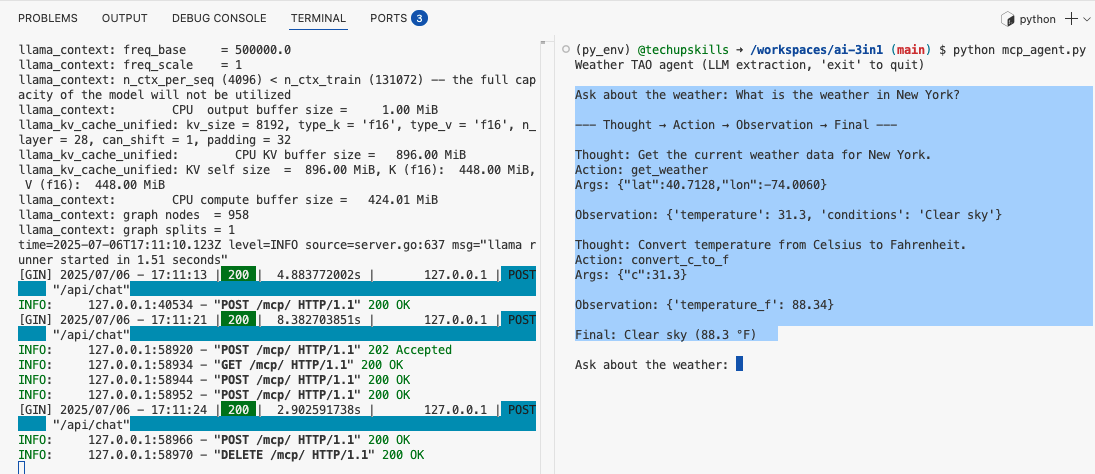 PROBLEMS OUTPUT DEBUG CONSOLE TERMINAL PORTS 3
python
llama_context: freq_base     = 500000.0
llama_context: freq_scale    = 1
llama_context: n_ctx_per_seq (4096) < n_ctx_train (131072) -- the full cap
acity of the model will not be utilized
llama_context:        CPU  output buffer size =     1.00 MiB
llama_kv_cache_unified: kv_size = 8192, type_k = 'f16', type_v = 'f16', n_
layer = 28, can_shift = 1, padding = 32
llama_kv_cache_unified:        CPU KV buffer size =   896.00 MiB
llama_kv_cache_unified: KV self size  =  896.00 MiB, K (f16):  448.00 MiB,
 V (f16):  448.00 MiB
llama_context:        CPU compute buffer size =   424.01 MiB
llama_context: graph nodes  = 958
llama_context: graph splits = 1
time=2025-07-06T17:11:10.123Z level=INFO source=server.go:637 msg="llama r
unner started in 1.51 seconds"
[GIN] 2025/07/06 - 17:11:13 | 200 |  4.883772002s |       127.0.0.1 | POST
     "/api/chat"
INFO:     127.0.0.1:40534 - "POST /mcp/ HTTP/1.1" 200 OK
[GIN] 2025/07/06 - 17:11:21 | 200 |  8.382703851s |       127.0.0.1 | POST
     "/api/chat"
INFO:     127.0.0.1:58920 - "POST /mcp/ HTTP/1.1" 202 Accepted
INFO:     127.0.0.1:58934 - "GET /mcp/ HTTP/1.1" 200 OK
INFO:     127.0.0.1:58944 - "POST /mcp/ HTTP/1.1" 200 OK
INFO:     127.0.0.1:58952 - "POST /mcp/ HTTP/1.1" 200 OK
[GIN] 2025/07/06 - 17:11:24 | 200 |  2.902591738s |       127.0.0.1 | POST
     "/api/chat"
INFO:     127.0.0.1:58966 - "POST /mcp/ HTTP/1.1" 200 OK
INFO:     127.0.0.1:58970 - "DELETE /mcp/ HTTP/1.1" 200 OK
(py_env) @techupskills ➜ /workspaces/ai-3in1 (main) $ python mcp_agent.py
Weather TAO agent (LLM extraction, 'exit' to quit)
Ask about the weather: What is the weather in New York?
--- Thought → Action → Observation → Final ---
Thought: Get the current weather data for New York.
Action: get_weather
Args: {"lat":40.7128,"lon":-74.0060}
Observation: {'temperature': 31.3, 'conditions': 'Clear sky'}
Thought: Convert temperature from Celsius to Fahrenheit.
Action: convert_c_to_f
Args: {"c":31.3}
Observation: {'temperature_f': 88.34}
Final: Clear sky (88.3 °F)
Ask about the weather: